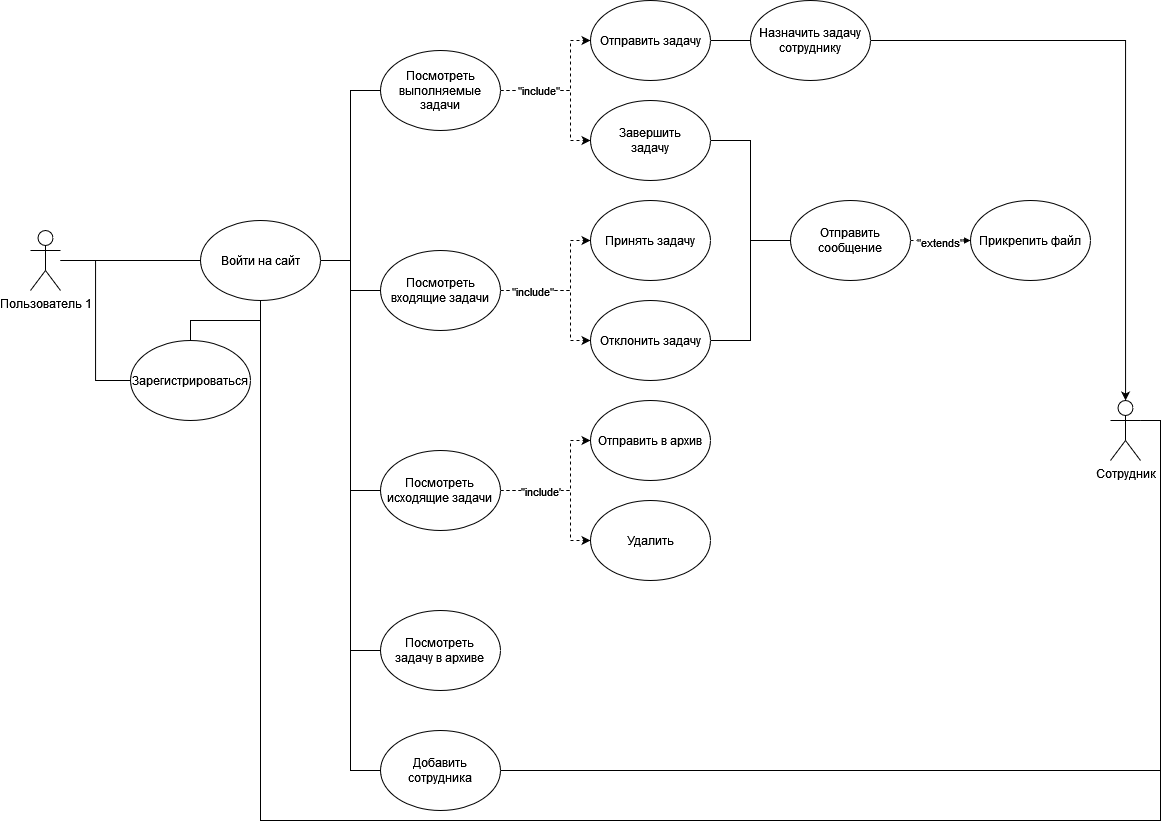 Отправить задачу
Назначить задачу
сотруднику
Посмотреть
выполняемые
задачи
"include"
Завершить
задачу
Пользователь 1
Войти на сайт
Принять задачу
Отправить
сообщение
"extends"
Прикрепить файл
Посмотреть
входящие задачи
"include"
Отклонить задачу
Зарегистрироваться
Отправить в архив
Сотрудник
Посмотреть
исходящие задачи
"include"
Удалить
Посмотреть
задачу в архиве
Добавить
сотрудника